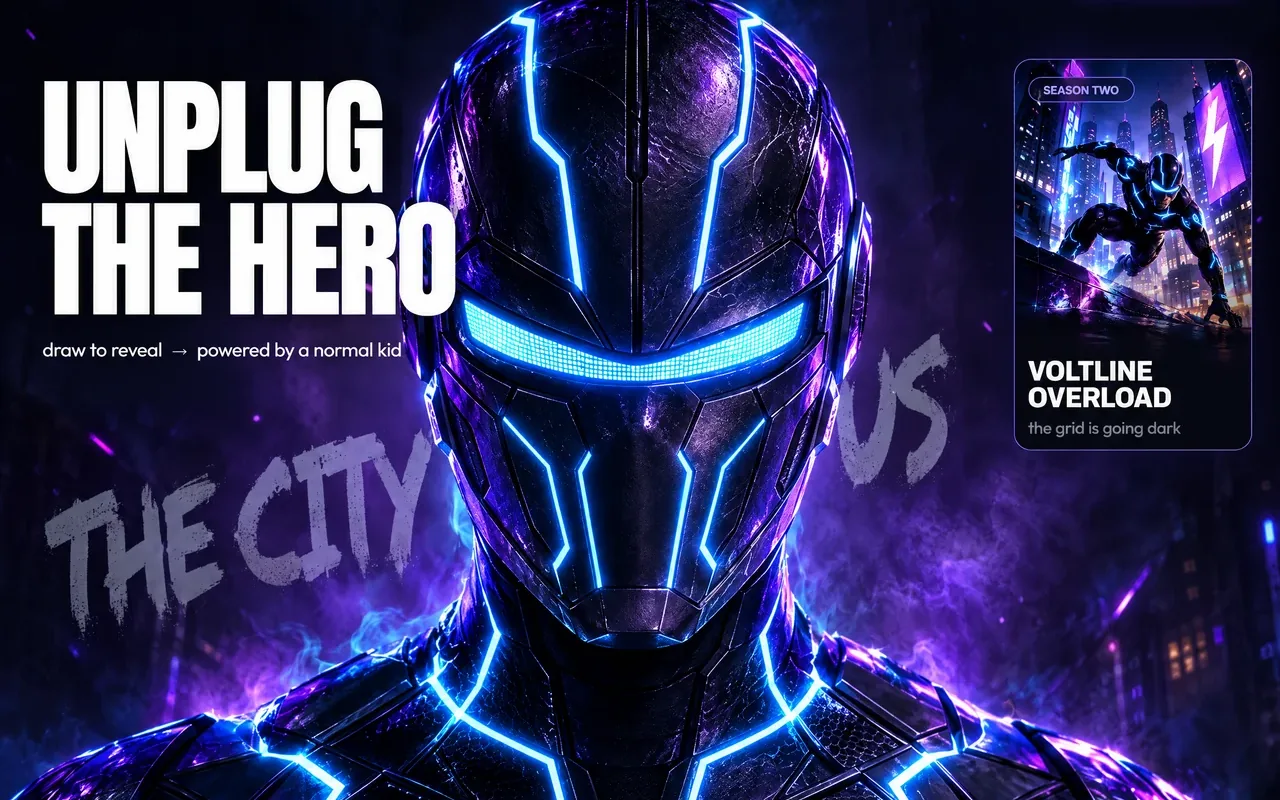 UNPLUG
THE HERO
draw to reveal → powered by a normal kid
THE CITY US
SEASON TWO
VOLTLINE
OVERLOAD
the grid is going dark